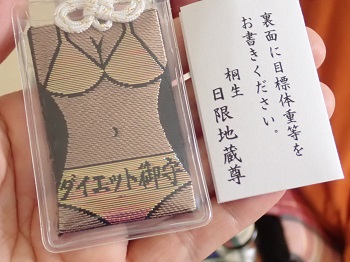 ダイエット御守
裏面に目標体重等を
お書きください。
桐生
日限地蔵尊